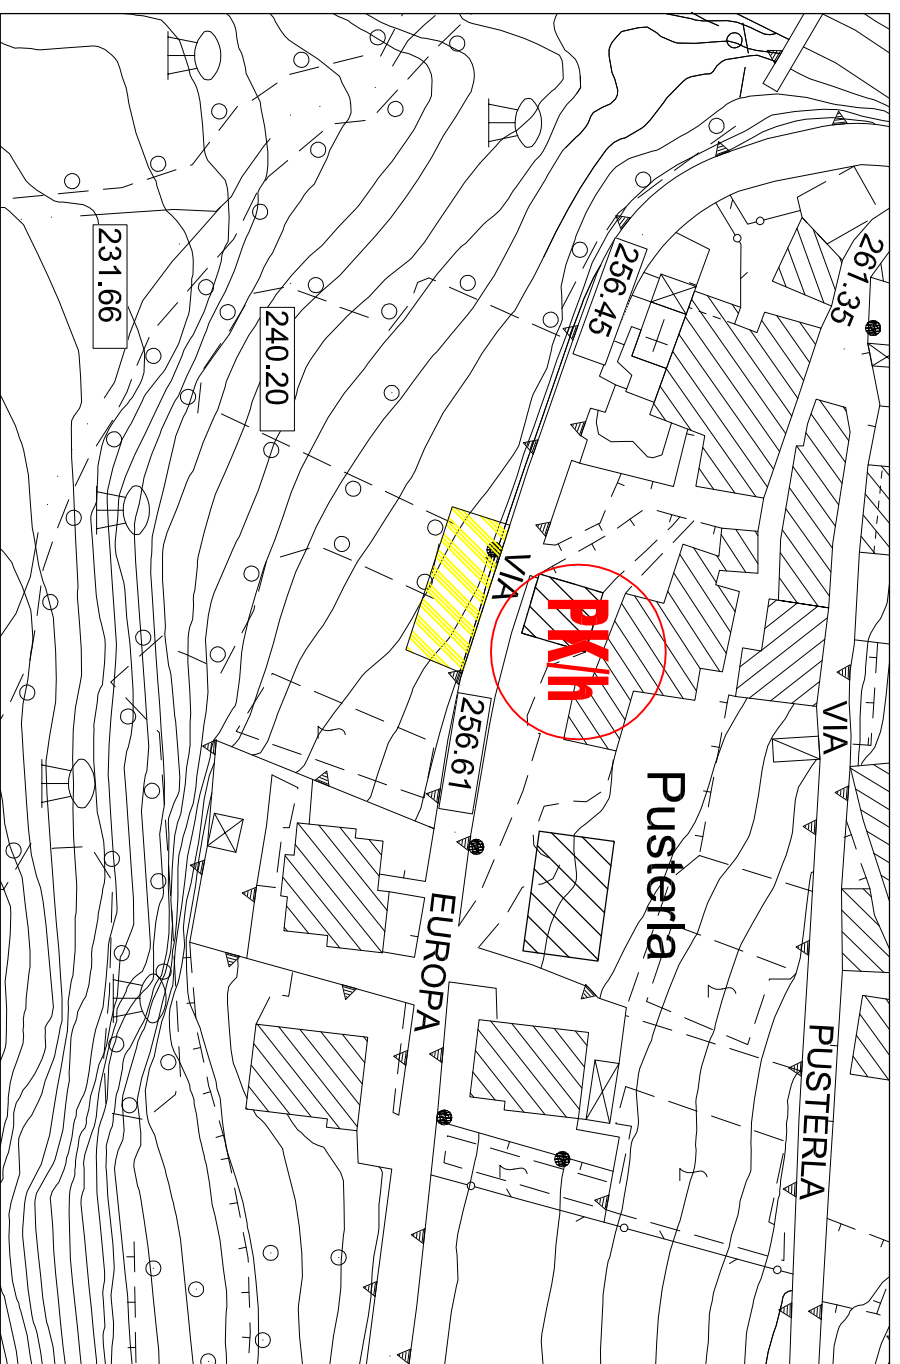 261.35
256.45
231.66
240.20
VIA
PK/h
256.61
VIA
Pusterla
EUROPA
PUSTERLA